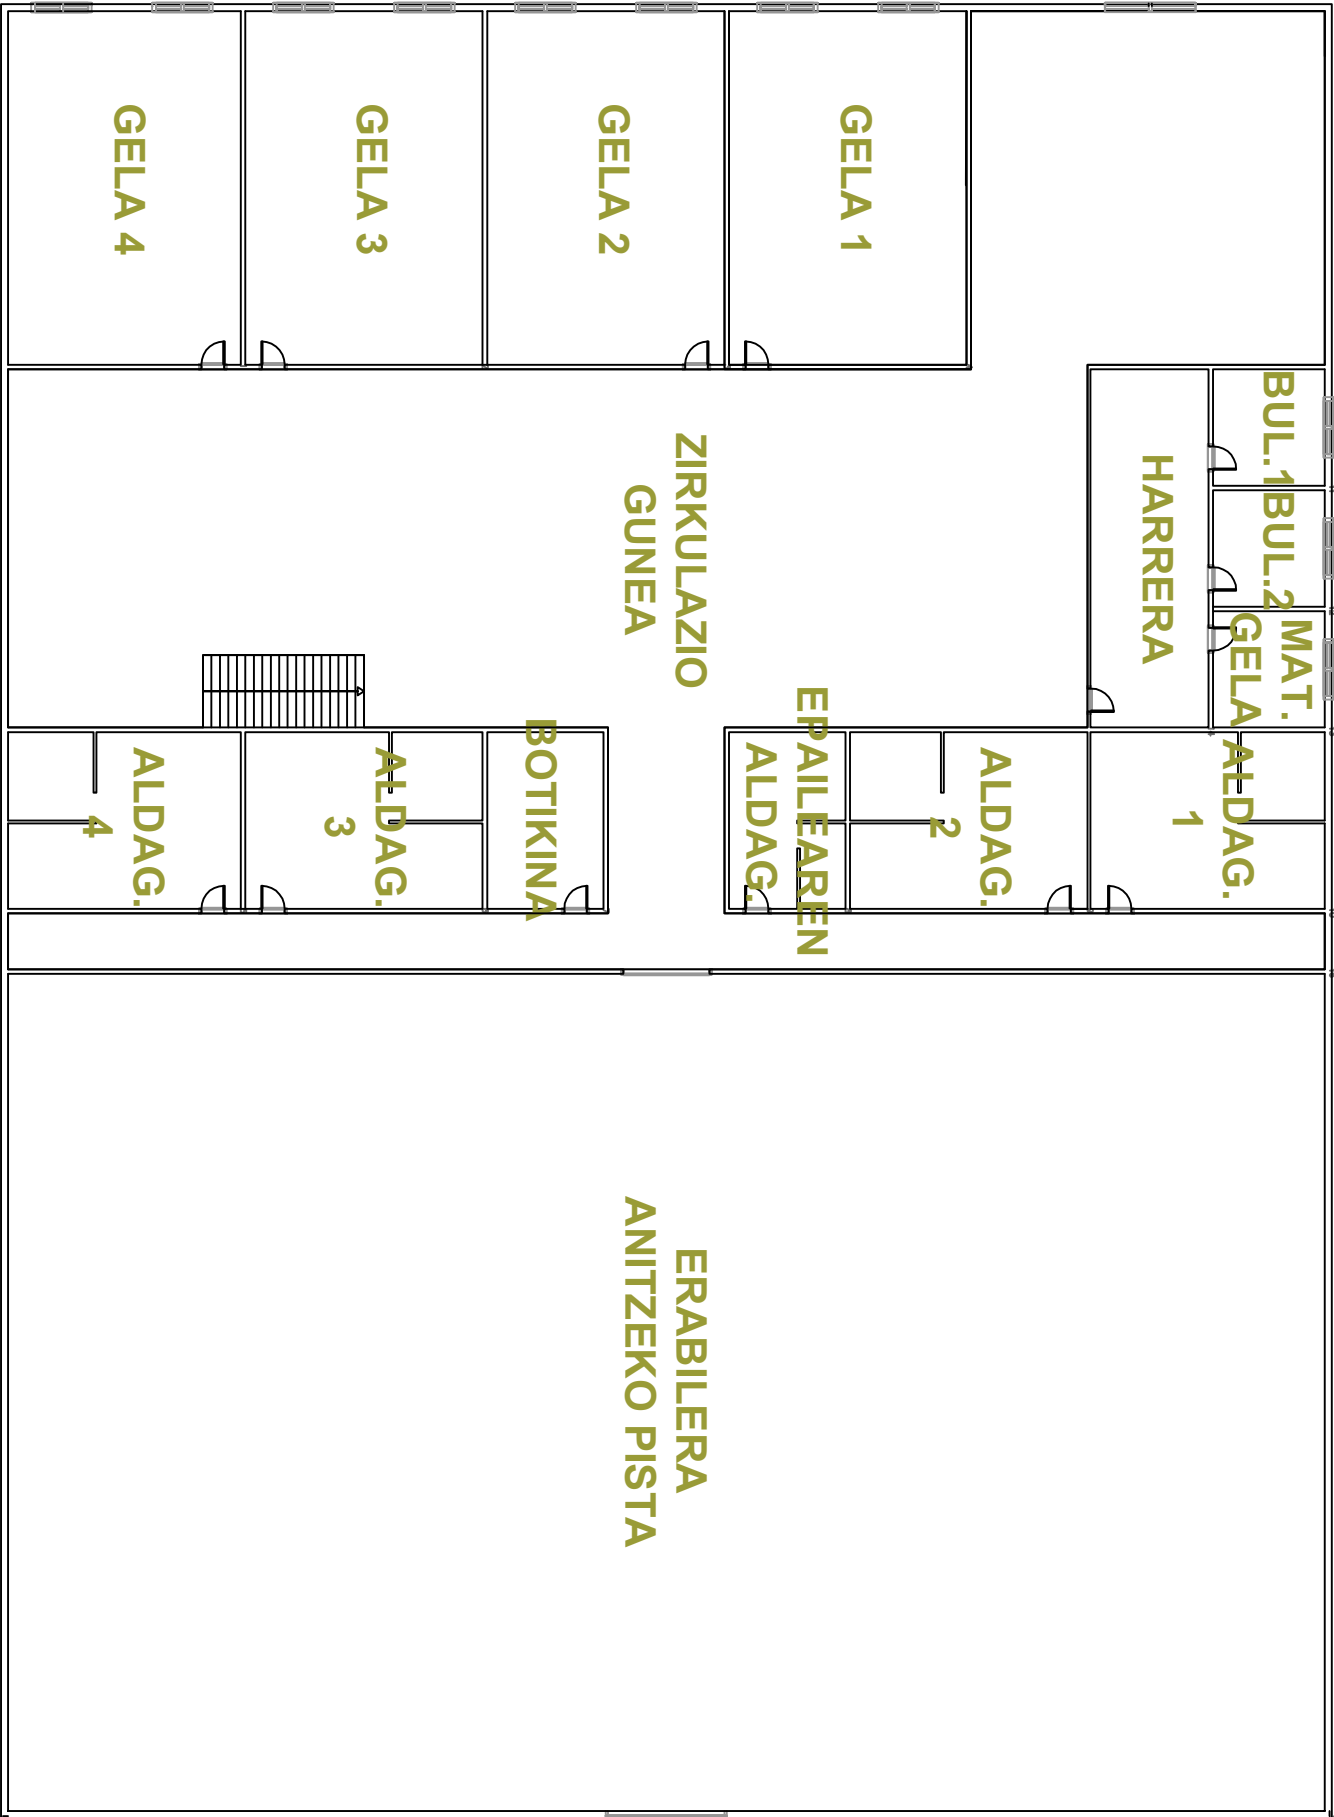 GELA 4
GELA 3
GELA 2
GELA 1
ZIRKULAZIO
GUNEA
HARRERA
BUL.1
BUL.2
MAT.
GELA
ALDAG.
4
ALDAG.
3
BOTIKINA
EPAILEAREN
ALDAG.
ALDAG.
2
ALDAG.
1
ERABILERA
ANITZEKO PISTA